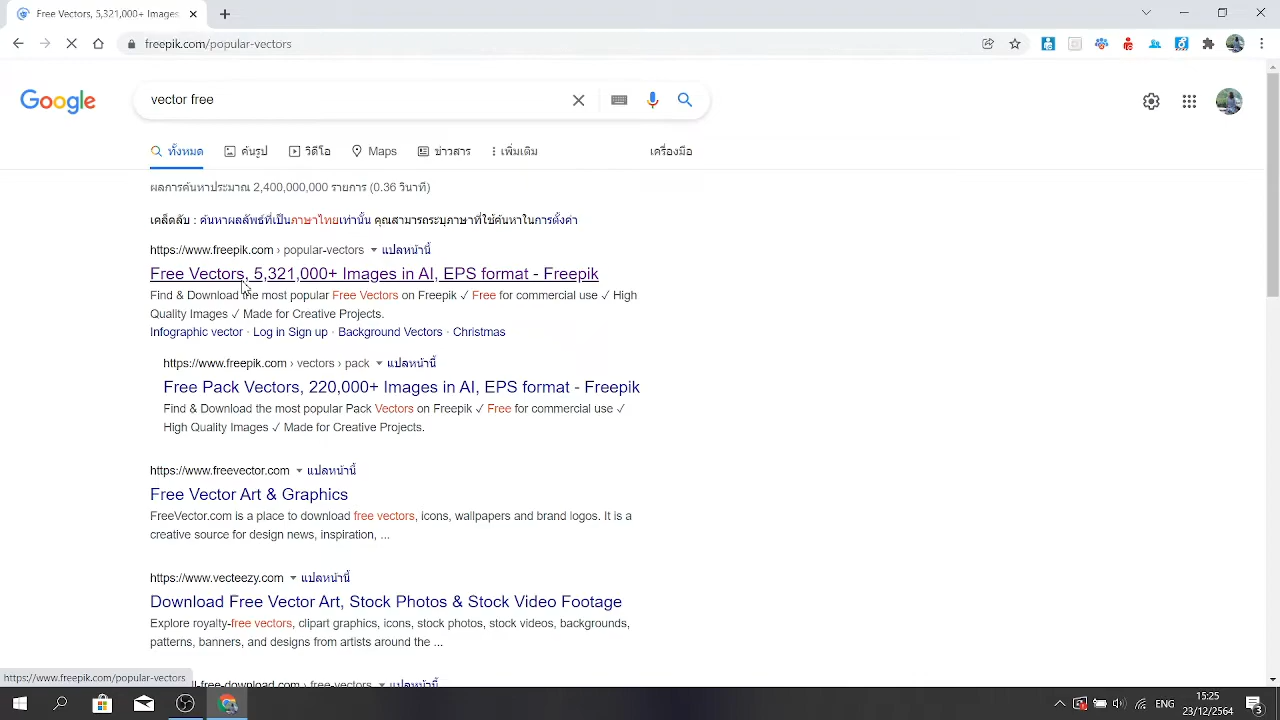 Free Vectors, 5,321,000+ Images
freepik.com/popular-vectors
Google
vector free
ทั้งหมด
ค้นรูป
วิดีโอ
Maps
ข่าวสาร
เพิ่มเติม
เครื่องมือ
ผลการค้นหาประมาณ 2,400,000,000 รายการ (0.36 วินาที)
เคล็ดลับ : ค้นหาผลลัพธ์ที่เป็นภาษาไทยเท่านั้น คุณสามารถระบุภาษาที่ใช้ค้นหาในการตั้งค่า
https://www.freepik.com › popular-vectors แปลหน้านี้
Free Vectors, 5,321,000+ Images in AI, EPS format - Freepik
Find & Download the most popular Free Vectors on Freepik ✓ Free for commercial use ✓ High
Quality Images ✓ Made for Creative Projects.
Infographic vector · Log in Sign up · Background Vectors · Christmas
https://www.freepik.com › vectors › pack แปลหน้านี้
Free Pack Vectors, 220,000+ Images in AI, EPS format - Freepik
Find & Download the most popular Pack Vectors on Freepik ✓ Free for commercial use ✓
High Quality Images ✓ Made for Creative Projects.
https://www.freevector.com แปลหน้านี้
Free Vector Art & Graphics
FreeVector.com is a place to download free vectors, icons, wallpapers and brand logos. It is a
creative source for design news, inspiration, ...
https://www.vecteezy.com แปลหน้านี้
Download Free Vector Art, Stock Photos & Stock Video Footage
Explore royalty-free vectors, clipart graphics, icons, stock photos, stock videos, backgrounds,
patterns, banners, and designs from artists around the ...
https://www.freepik.com/popular-vectors
l-free-download.com › free-vectors แปลหน้านี้
ENG
15:25
23/12/2564
3